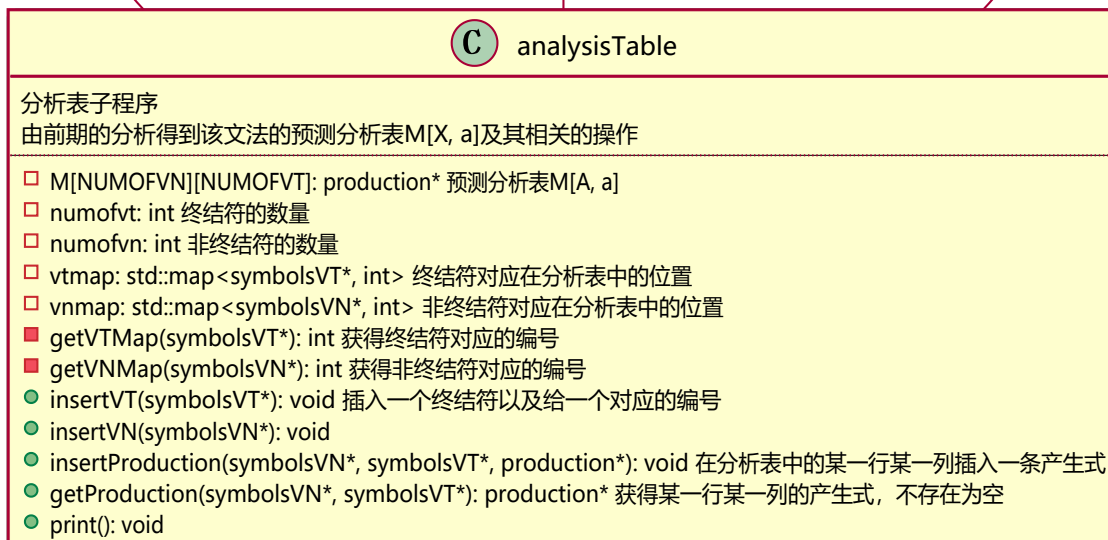 C analysisTable
分析表子程序
由前期的分析得到该文法的预测分析表M[X, a]及其相关的操作
M[NUMOFVN][NUMOFVT]: production* 预测分析表M[A, a]
numofvt: int 终结符的数量
numofvn: int 非终结符的数量
vtmap: std::map<symbolsVT*, int> 终结符对应在分析表中的位置
vnmap: std::map<symbolsVN*, int> 非终结符对应在分析表中的位置
getVTMap(symbolsVT*): int 获得终结符对应的编号
getVNMap(symbolsVN*): int 获得非终结符对应的编号
insertVT(symbolsVT*): void 插入一个终结符以及给一个对应的编号
insertVN(symbolsVN*): void
insertProduction(symbolsVN*, symbolsVT*, production*): void 在分析表中的某一行某一列插入一条产生式
getProduction(symbolsVN*, symbolsVT*): production* 获得某一行某一列的产生式，不存在为空
print(): void